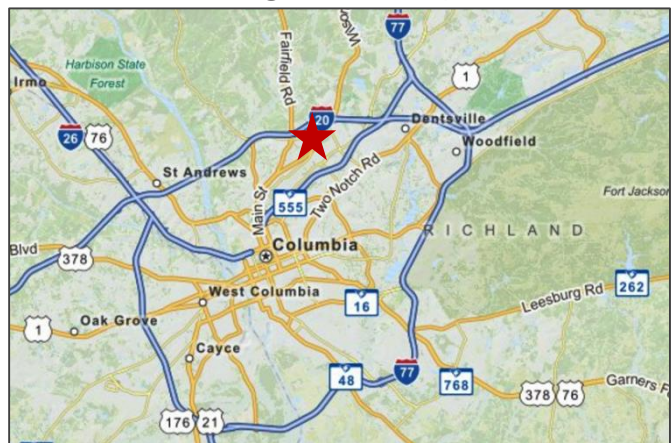 77
Wilson
Fairfield Rd
1
Harbison State
Forest
Irmo
20
Dentsville
26
76
Woodfield
St Andrews
Two Notch Rd
555
Main St
Fort Jackson
RICHLAND
Blvd
378
Columbia
262
West Columbia
16
Leesburg Rd
1
Oak Grove
Cayce
48
77
768
378
76
Garners F
176
21